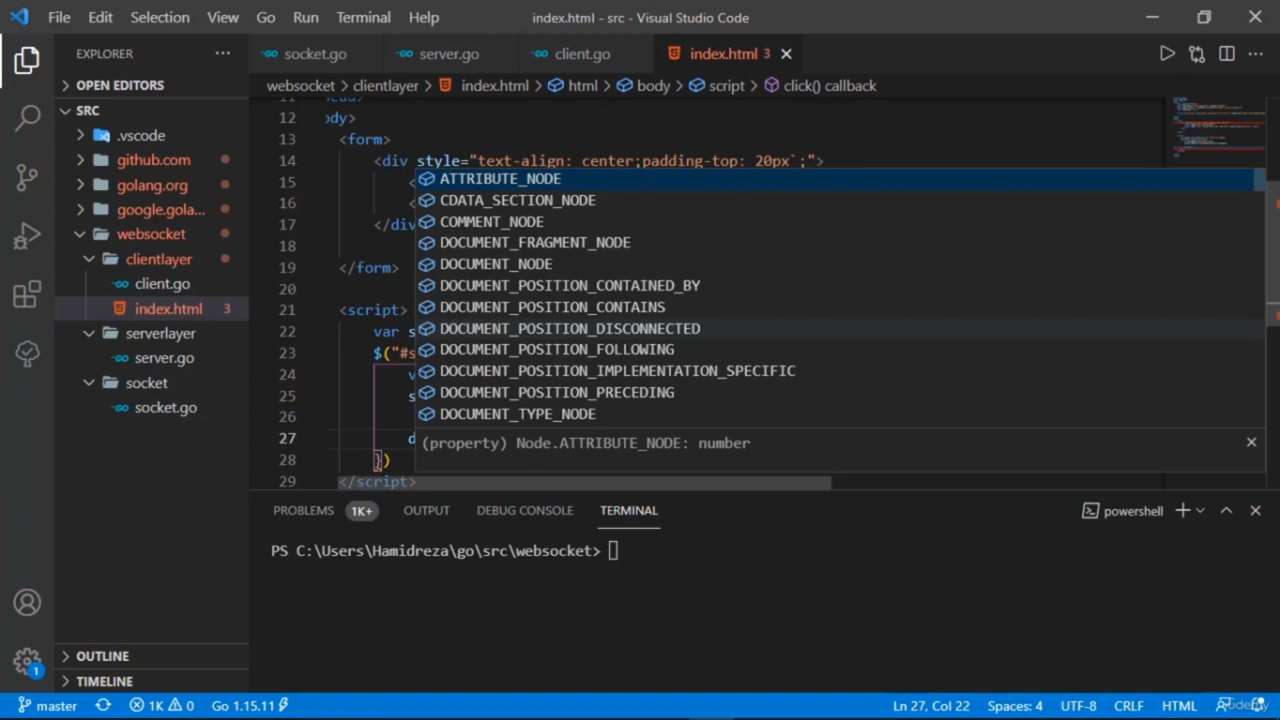 File Edit Selection View Go Run Terminal Help index.html - src - Visual Studio Code
EXPLORER
socket.go server.go client.go index.html 3
websocket > clientlayer > index.html > html > body > script > click() callback
OPEN EDITORS
SRC
.vscode
github.com
golang.org
google.gola...
websocket
clientlayer
client.go
index.html 3
serverlayer
server.go
socket
socket.go
OUTLINE
TIMELINE
12 ody>
13 <form>
14 <div style="text-align: center;padding-top: 20px`;">
15 <
16 <
17 </div
18
19 </form>
20
21 <script>
22 var s
23 $("#s
24 v
25 s
26
27 d
28 })
29 </script>
ATTRIBUTE_NODE
CDATA_SECTION_NODE
COMMENT_NODE
DOCUMENT_FRAGMENT_NODE
DOCUMENT_NODE
DOCUMENT_POSITION_CONTAINED_BY
DOCUMENT_POSITION_CONTAINS
DOCUMENT_POSITION_DISCONNECTED
DOCUMENT_POSITION_FOLLOWING
DOCUMENT_POSITION_IMPLEMENTATION_SPECIFIC
DOCUMENT_POSITION_PRECEDING
DOCUMENT_TYPE_NODE
(property) Node.ATTRIBUTE_NODE: number
PROBLEMS 1K+ OUTPUT DEBUG CONSOLE TERMINAL powershell
PS C:\Users\Hamidreza\go\src\websocket>
1
master 1K 0 Go 1.15.11 Ln 27, Col 22 Spaces: 4 UTF-8 CRLF HTML